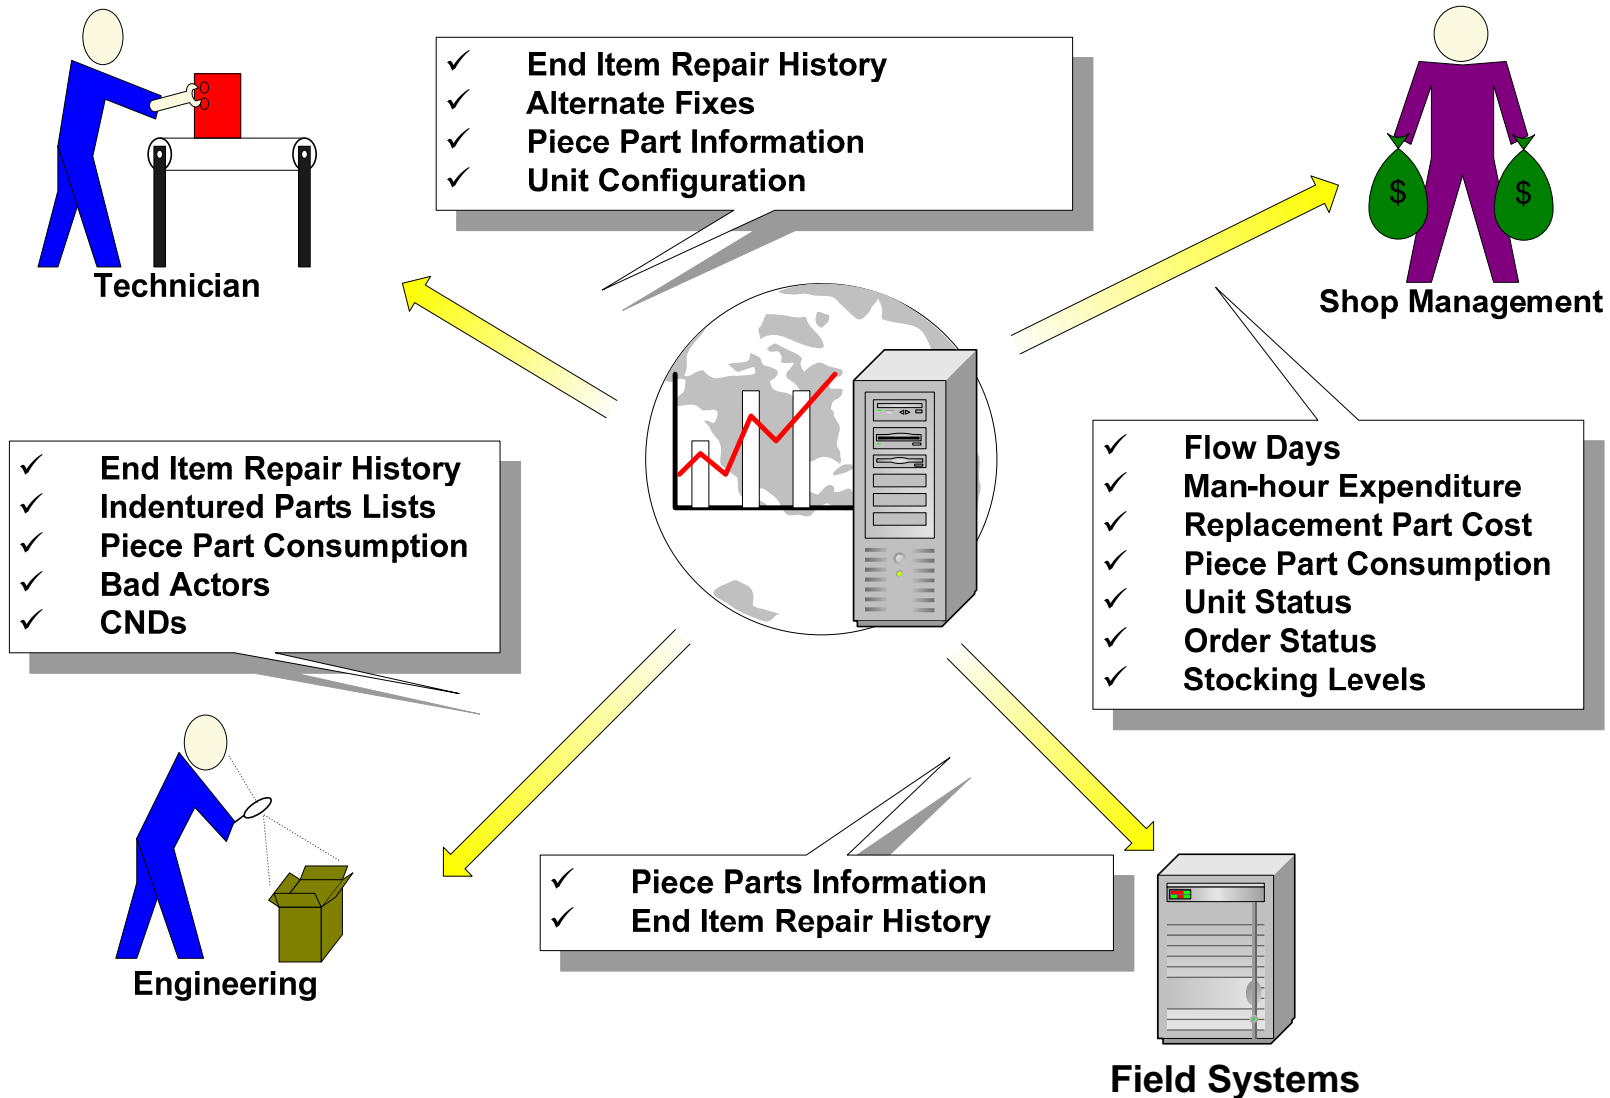 ✓ End Item Repair History
✓ Alternate Fixes
✓ Piece Part Information
✓ Unit Configuration
Technician
$ $
Shop Management
✓ End Item Repair History
✓ Indentured Parts Lists
✓ Piece Part Consumption
✓ Bad Actors
✓ CNDs
✓ Flow Days
✓ Man-hour Expenditure
✓ Replacement Part Cost
✓ Piece Part Consumption
✓ Unit Status
✓ Order Status
✓ Stocking Levels
✓ Piece Parts Information
✓ End Item Repair History
Engineering
Field Systems